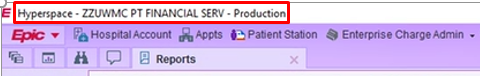 Hyperspace - ZZUWMC PT FINANCIAL SERV - Production
Epic Hospital Account Appts Patient Station Enterprise Charge Admin
Reports